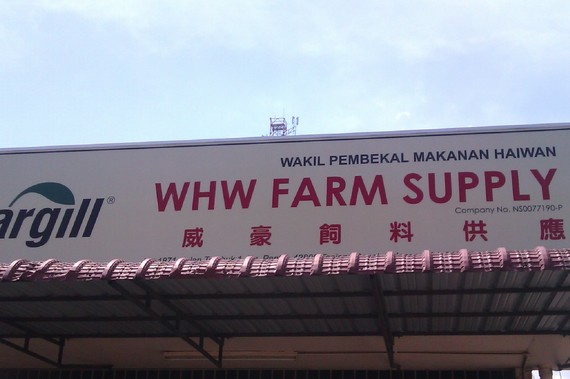 WAKIL PEMBEKAL MAKANAN HAIWAN
argill®
WHW FARM SUPPLY
Company No. NS0077190-P
威豪飼料供應